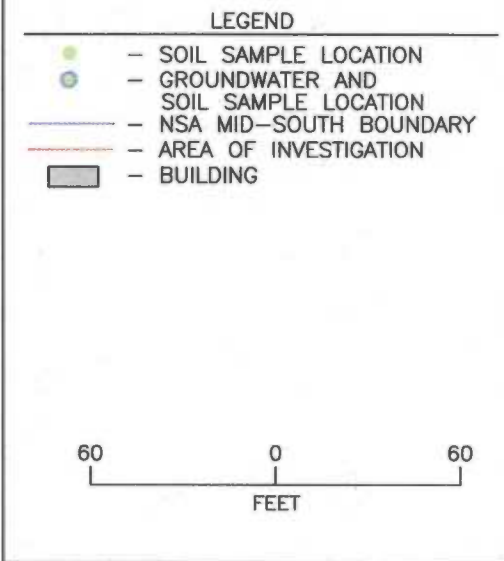 LEGEND
– SOIL SAMPLE LOCATION
– GROUNDWATER AND
SOIL SAMPLE LOCATION
– NSA MID–SOUTH BOUNDARY
– AREA OF INVESTIGATION
– BUILDING
60 0 60
FEET